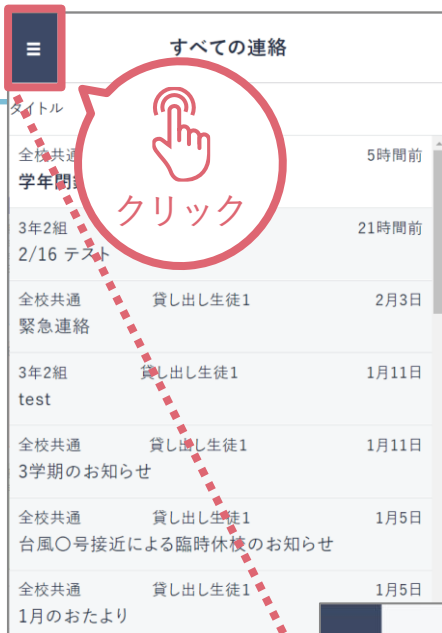 ≡ すべての連絡
タイトル
クリック
全校共通 5時間前
学年閉
3年2組 21時間前
2/16 テスト
全校共通 貸し出し生徒1 2月3日
緊急連絡
3年2組 貸し出し生徒1 1月11日
test
全校共通 貸し出し生徒1 1月11日
3学期のお知らせ
全校共通 貸し出し生徒1 1月5日
台風〇号接近による臨時休校のお知らせ
全校共通 貸し出し生徒1 1月5日
1月のおたより